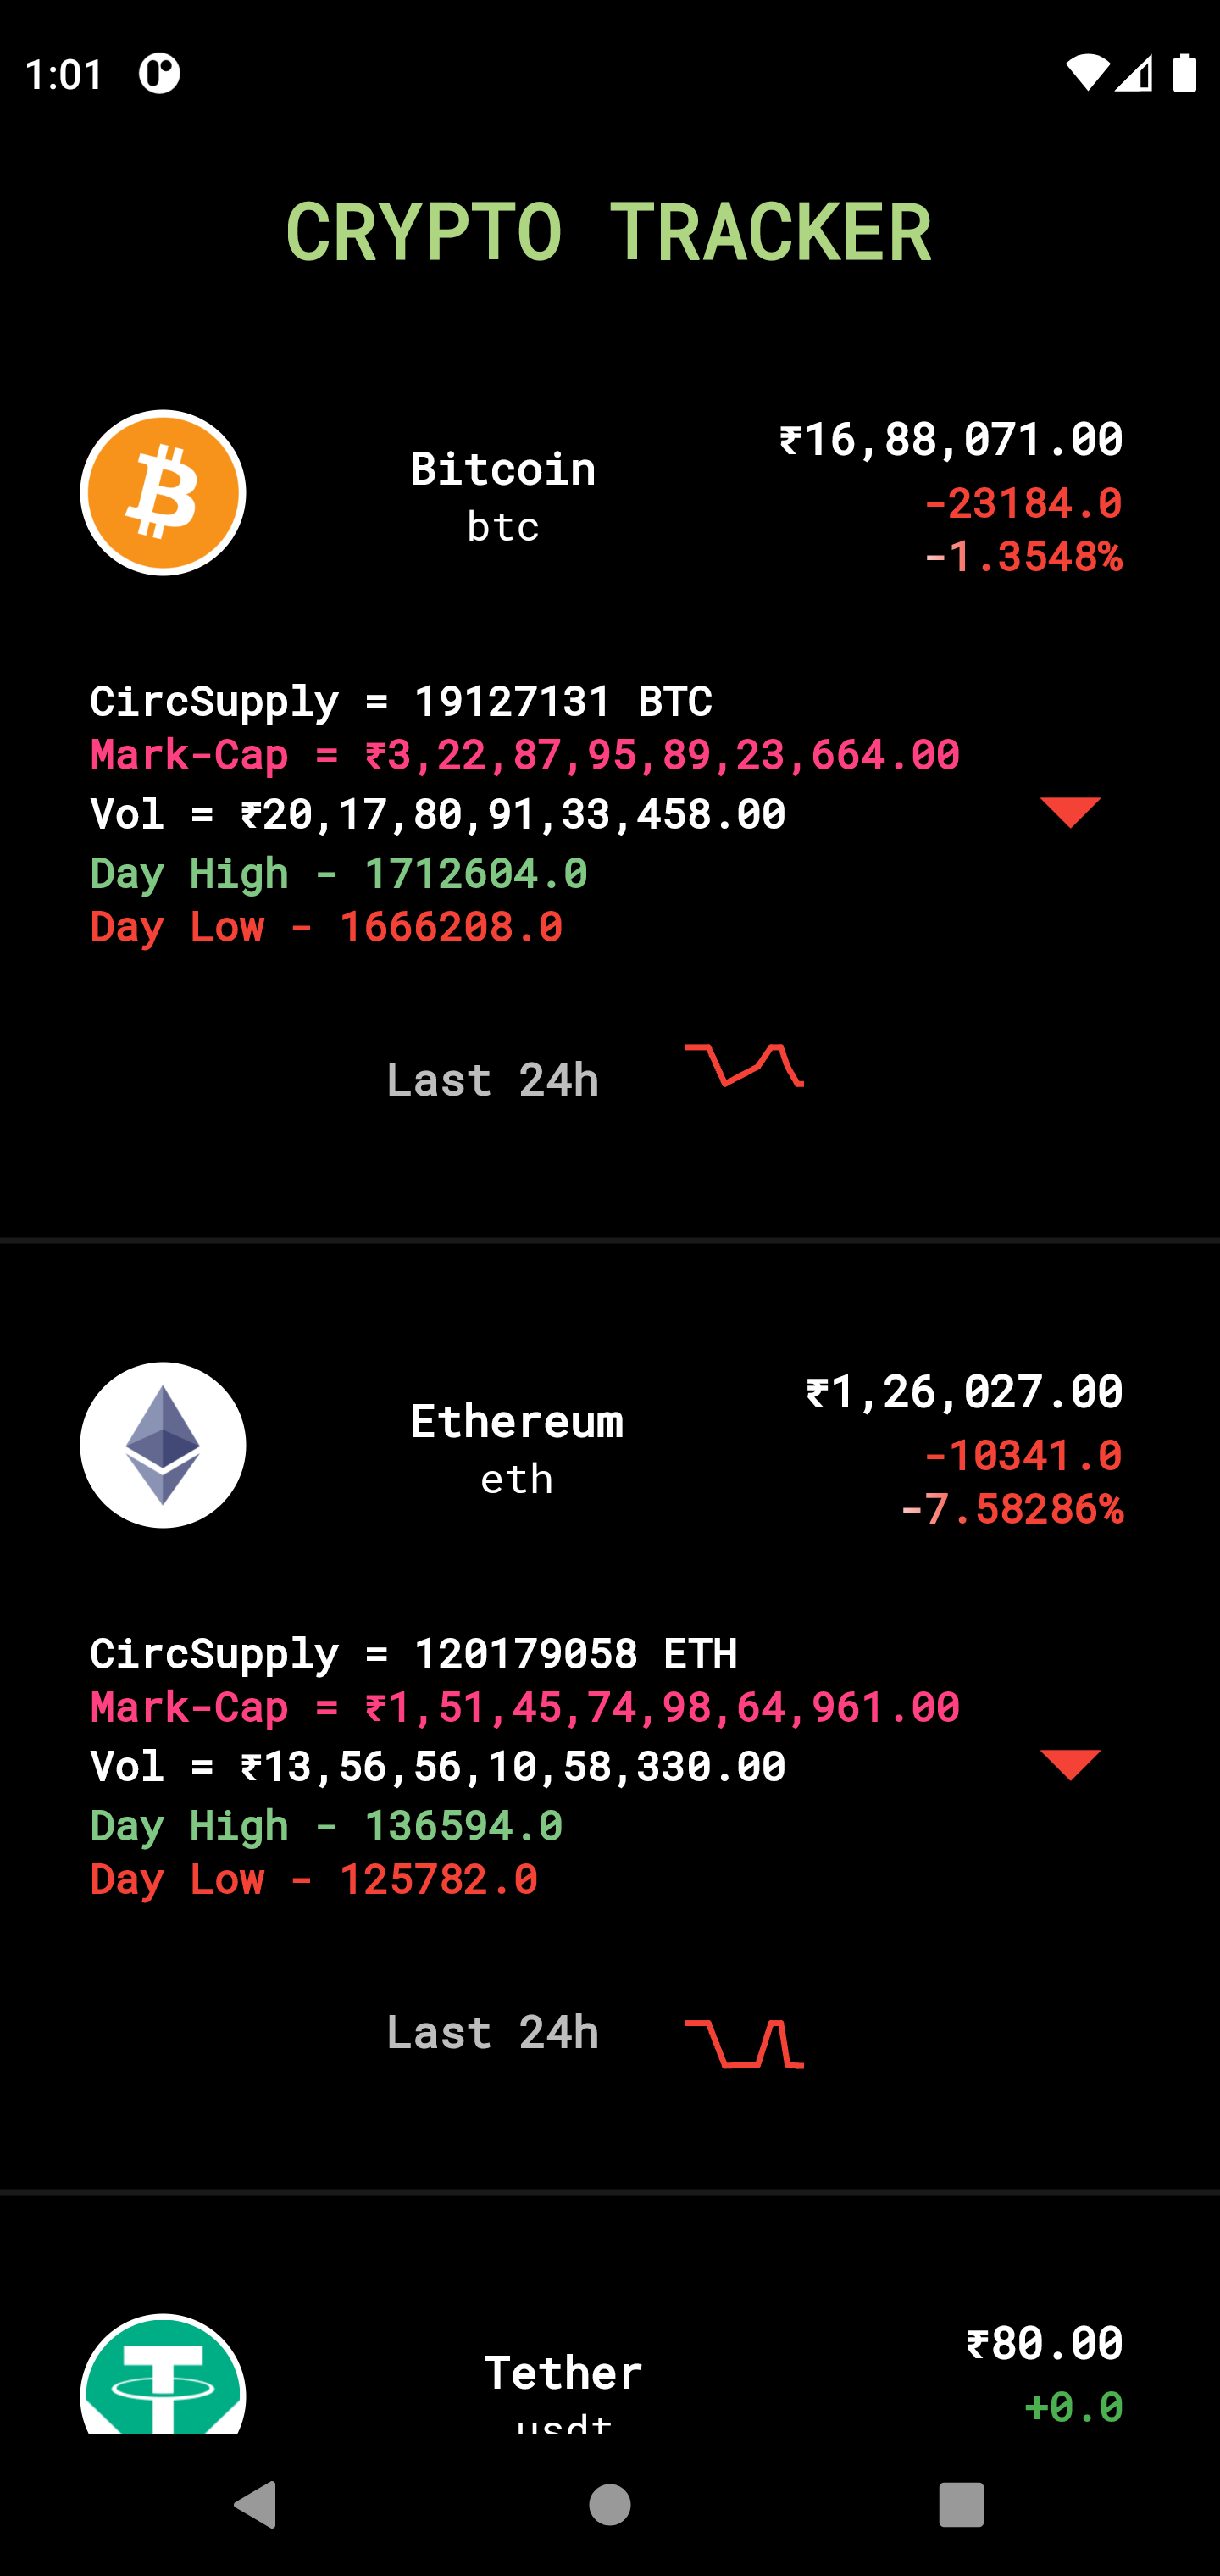 1:01
CRYPTO TRACKER
Bitcoin
btc
₹16,88,071.00
-23184.0
-1.3548%
CircSupply = 19127131 BTC
Mark-Cap = ₹3,22,87,95,89,23,664.00
Vol = ₹20,17,80,91,33,458.00
Day High - 1712604.0
Day Low - 1666208.0
Last 24h
Ethereum
eth
₹1,26,027.00
-10341.0
-7.58286%
CircSupply = 120179058 ETH
Mark-Cap = ₹1,51,45,74,98,64,961.00
Vol = ₹13,56,56,10,58,330.00
Day High - 136594.0
Day Low - 125782.0
Last 24h
Tether
usdt
₹80.00
+0.0